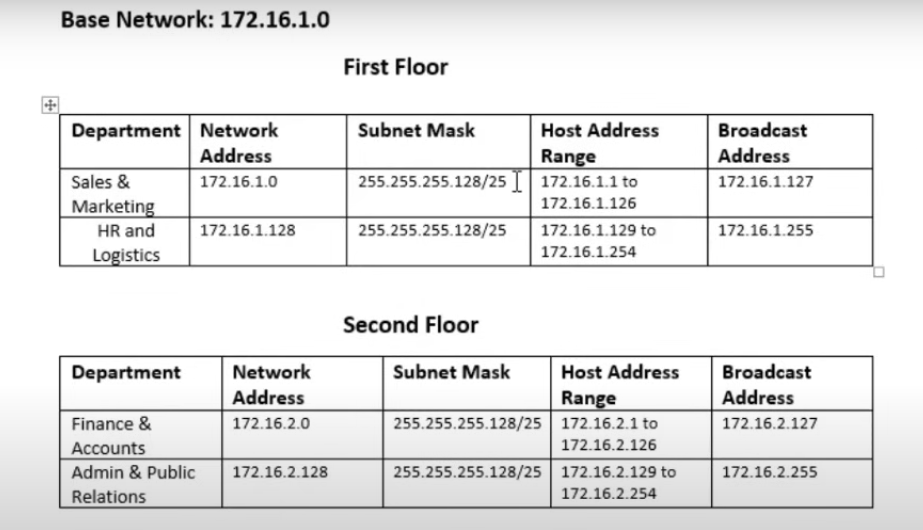 Base Network: 172.16.1.0
First Floor
Department Network Address Subnet Mask Host Address Range Broadcast Address
Sales & Marketing 172.16.1.0 255.255.255.128/25 172.16.1.1 to 172.16.1.126 172.16.1.127
HR and Logistics 172.16.1.128 255.255.255.128/25 172.16.1.129 to 172.16.1.254 172.16.1.255
Second Floor
Department Network Address Subnet Mask Host Address Range Broadcast Address
Finance & Accounts 172.16.2.0 255.255.255.128/25 172.16.2.1 to 172.16.2.126 172.16.2.127
Admin & Public Relations 172.16.2.128 255.255.255.128/25 172.16.2.129 to 172.16.2.254 172.16.2.255